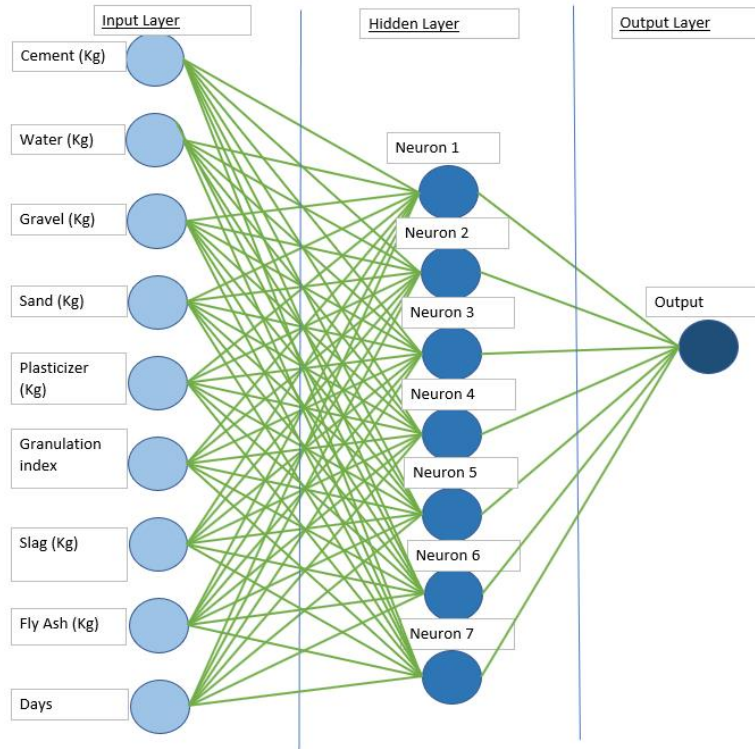 Input Layer
Hidden Layer
Output Layer
Cement (Kg)
Water (Kg)
Gravel (Kg)
Sand (Kg)
Plasticizer
(Kg)
Granulation
index
Slag (Kg)
Fly Ash (Kg)
Days
Neuron 1
Neuron 2
Neuron 3
Neuron 4
Neuron 5
Neuron 6
Neuron 7
Output